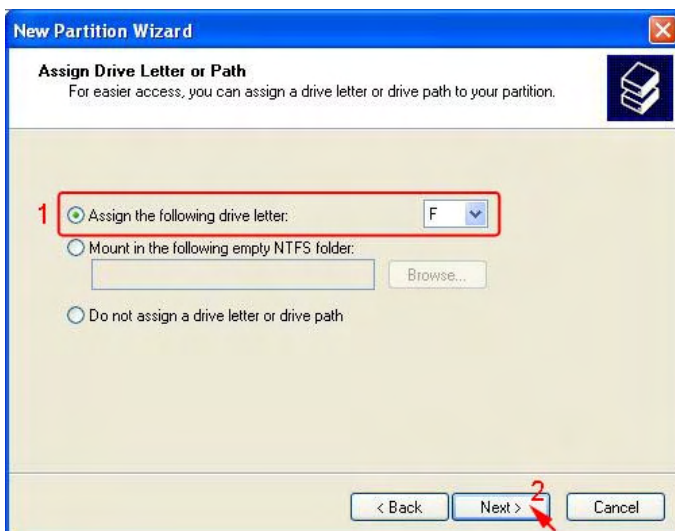 New Partition Wizard
Assign Drive Letter or Path
For easier access, you can assign a drive letter or drive path to your partition.
1 Assign the following drive letter: F
Mount in the following empty NTFS folder:
Browse...
Do not assign a drive letter or drive path
2
< Back Next > Cancel